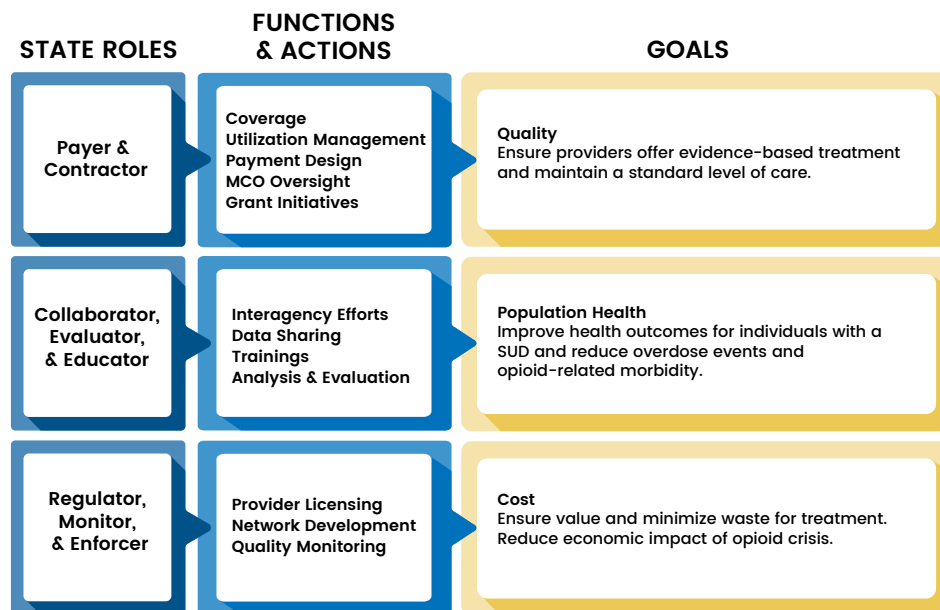 STATE ROLES
FUNCTIONS
& ACTIONS
GOALS
Payer &
Contractor
Coverage
Utilization Management
Payment Design
MCO Oversight
Grant Initiatives
Quality
Ensure providers offer evidence-based treatment
and maintain a standard level of care.
Collaborator,
Evaluator,
& Educator
Interagency Efforts
Data Sharing
Trainings
Analysis & Evaluation
Population Health
Improve health outcomes for individuals with a
SUD and reduce overdose events and
opioid-related morbidity.
Regulator,
Monitor,
& Enforcer
Provider Licensing
Network Development
Quality Monitoring
Cost
Ensure value and minimize waste for treatment.
Reduce economic impact of opioid crisis.